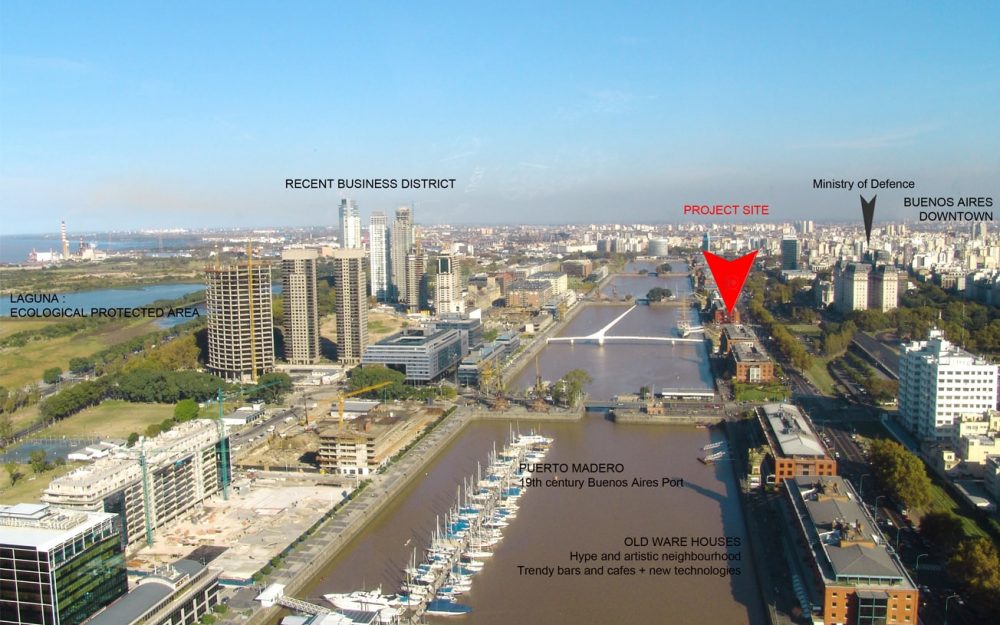 RECENT BUSINESS DISTRICT
Ministry of Defence
PROJECT SITE
BUENOS AIRES
DOWNTOWN
LAGUNA :
ECOLOGICAL PROTECTED AREA
PUERTO MADERO
19th century Buenos Aires Port
OLD WARE HOUSES
Hype and artistic neighbourhood
Trendy bars and cafes + new technologies